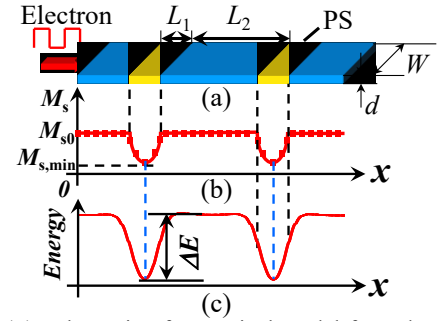 Electron
L1
L2
PS
W
d
(a)
Ms
Ms0
Ms,min
0
x
(b)
Energy
ΔE
x
(c)